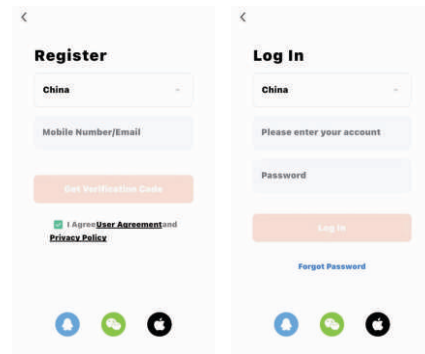 Register
China
Mobile Number/Email
Get Verification Code
I AgreeUser Agreementand
Privacy Policy
Log In
China
Please enter your account
Password
Log In
Forgot Password